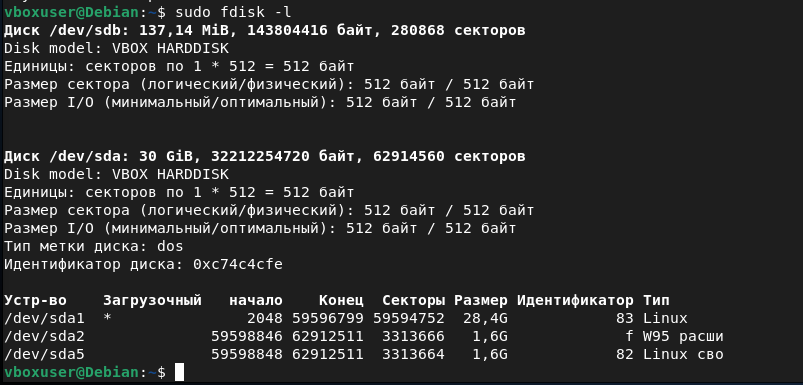 vboxuser@Debian:~$ sudo fdisk -l
Диск /dev/sdb: 137,14 MiB, 143804416 байт, 280868 секторов
Disk model: VBOX HARDDISK
Единицы: секторов по 1 * 512 = 512 байт
Размер сектора (логический/физический): 512 байт / 512 байт
Размер I/O (минимальный/оптимальный): 512 байт / 512 байт
Диск /dev/sda: 30 GiB, 32212254720 байт, 62914560 секторов
Disk model: VBOX HARDDISK
Единицы: секторов по 1 * 512 = 512 байт
Размер сектора (логический/физический): 512 байт / 512 байт
Размер I/O (минимальный/оптимальный): 512 байт / 512 байт
Тип метки диска: dos
Идентификатор диска: 0xc74c4cfe
Устр-во Загрузочный начало Конец Секторы Размер Идентификатор Тип
/dev/sda1 * 2048 59596799 59594752 28,4G 83 Linux
/dev/sda2 59598846 62912511 3313666 1,6G f W95 расши
/dev/sda5 59598848 62912511 3313664 1,6G 82 Linux сво
vboxuser@Debian:~$